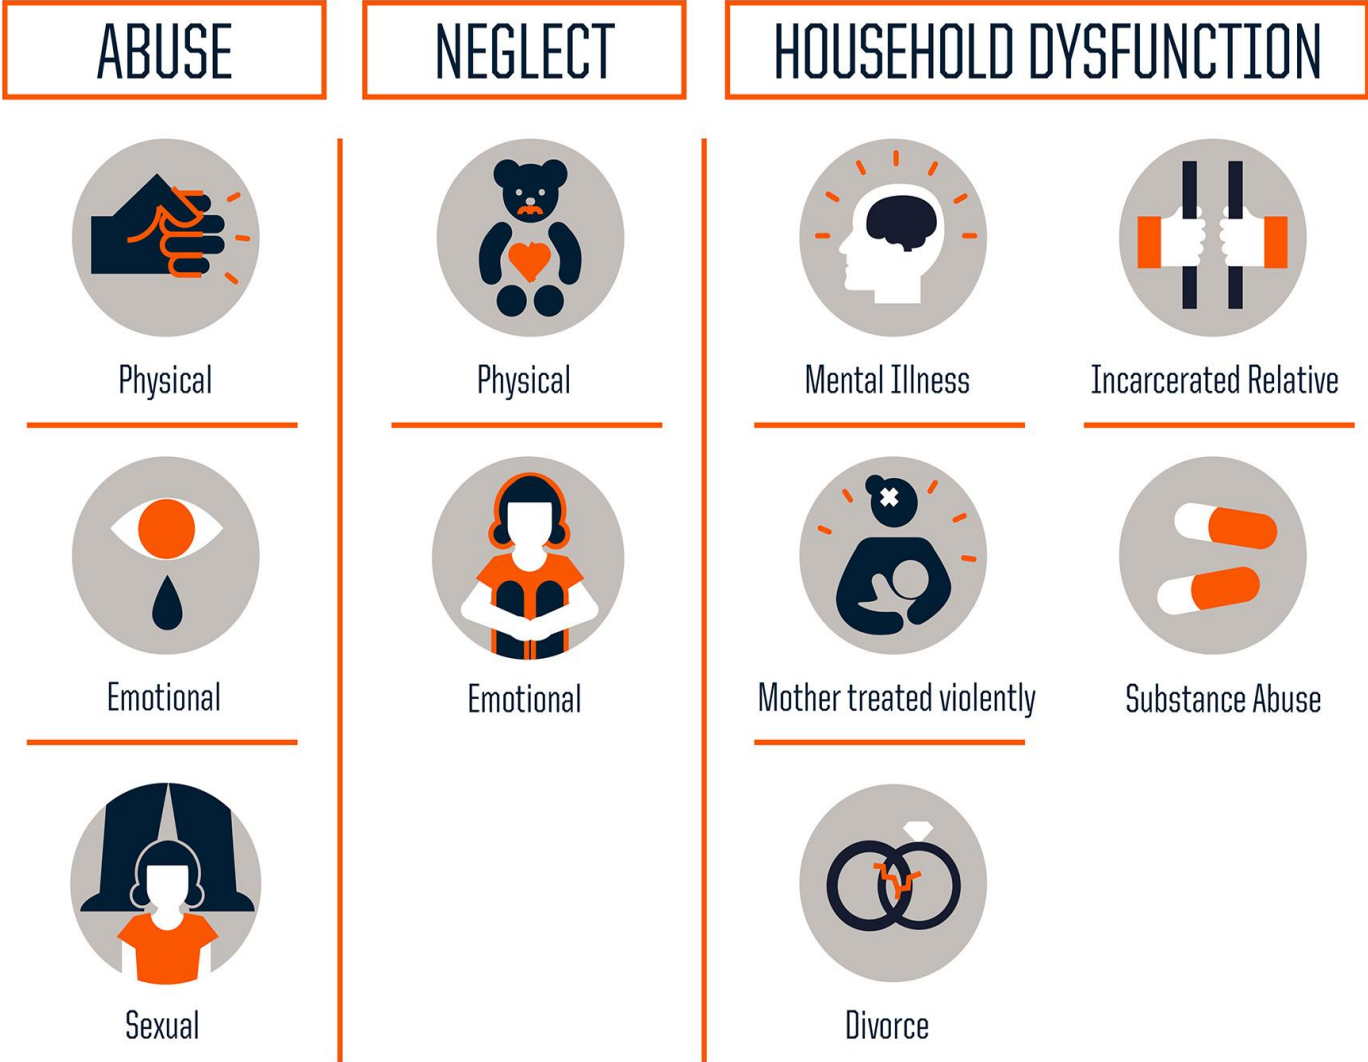 ABUSE
NEGLECT
HOUSEHOLD DYSFUNCTION
Physical
Physical
Mental Illness
Incarcerated Relative
Emotional
Emotional
Mother treated violently
Substance Abuse
Sexual
Divorce